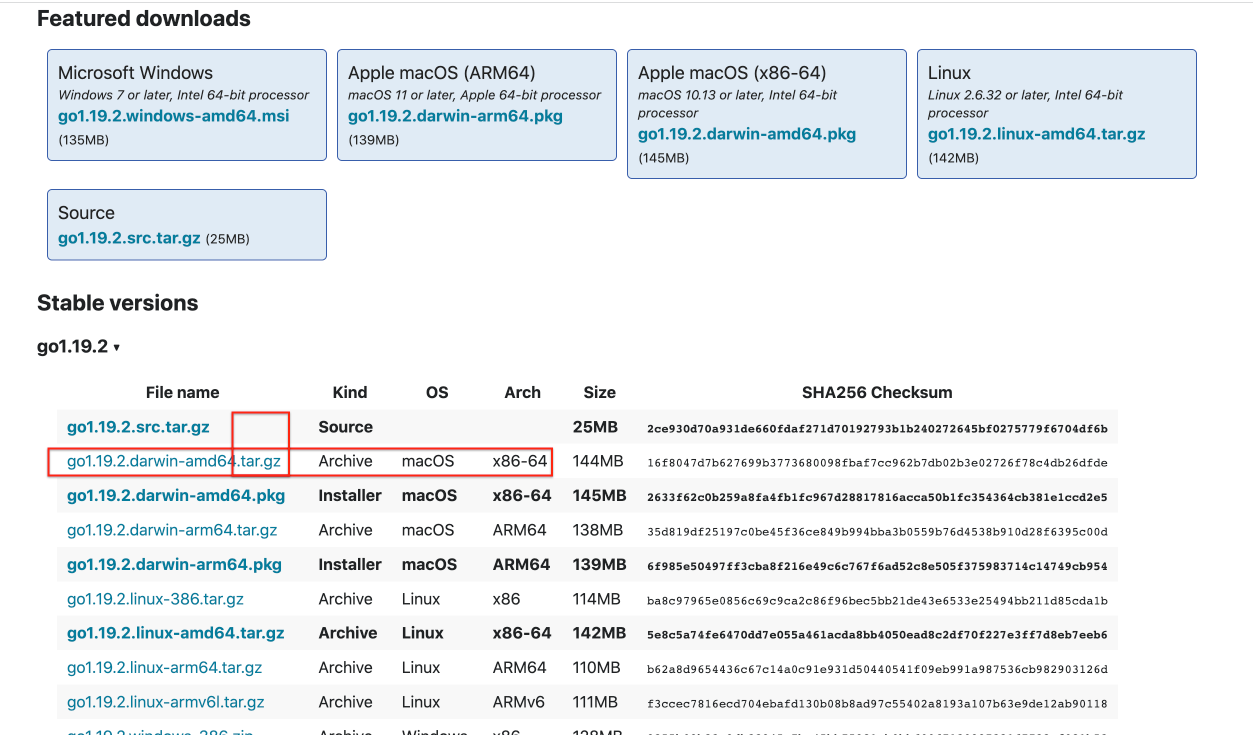 Featured downloads
Microsoft Windows
Windows 7 or later, Intel 64-bit processor
go1.19.2.windows-amd64.msi
(135MB)
Apple macOS (ARM64)
macOS 11 or later, Apple 64-bit processor
go1.19.2.darwin-arm64.pkg
(139MB)
Apple macOS (x86-64)
macOS 10.13 or later, Intel 64-bit
processor
go1.19.2.darwin-amd64.pkg
(145MB)
Linux
Linux 2.6.32 or later, Intel 64-bit
processor
go1.19.2.linux-amd64.tar.gz
(142MB)
Source
go1.19.2.src.tar.gz (25MB)
Stable versions
go1.19.2 ▾
File name Kind OS Arch Size SHA256 Checksum
go1.19.2.src.tar.gz Source 25MB 2ce930d70a931de660fdaf271d70192793b1b240272645bf0275779f6704df6b
go1.19.2.darwin-amd64.tar.gz Archive macOS x86-64 144MB 16f8047d7b627699b3773680098fbaf7cc962b7db02b3e02726f78c4db26dfde
go1.19.2.darwin-amd64.pkg Installer macOS x86-64 145MB 2633f62c0b259a8fa4fb1fc967d28817816acca50b1fc354364cb381e1ccd2e5
go1.19.2.darwin-arm64.tar.gz Archive macOS ARM64 138MB 35d819df25197c0be45f36ce849b994bba3b0559b76d4538b910d28f6395c00d
go1.19.2.darwin-arm64.pkg Installer macOS ARM64 139MB 6f985e50497ff3cba8f216e49c6c767f6ad52c8e505f375983714c14749cb954
go1.19.2.linux-386.tar.gz Archive Linux x86 114MB ba8c97965e0856c69c9ca2c86f96bec5bb21de43e6533e25494bb211d85cda1b
go1.19.2.linux-amd64.tar.gz Archive Linux x86-64 142MB 5e8c5a74fe6470dd7e055a461acda8bb4050ead8c2df70f227e3ff7d8eb7eeb6
go1.19.2.linux-arm64.tar.gz Archive Linux ARM64 110MB b62a8d9654436c67c14a0c91e931d50440541f09eb991a987536cb982903126d
go1.19.2.linux-armv6l.tar.gz Archive Linux ARMv6 111MB f3ccec7816ecd704ebafd130b08b8ad97c55402a8193a107b63e9de12ab90118
go1.19.2.windows-386.zip Archive Windows x86 128MB